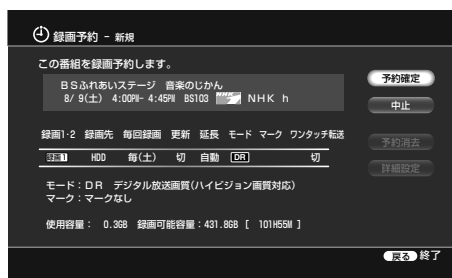 録画予約 - 新規
この番組を録画予約します。
BSふれあいステージ 音楽のじかん
8/ 9(土) 4:00PM- 4:45PM BS103 NHK NHK h
予約確定
中止
予約消去
詳細設定
録画1・2 録画先 毎回録画 更新 延長 モード マーク ワンタッチ転送
録画1 HDD 毎(土) 切 自動 DR 切
モード:DR デジタル放送画質(ハイビジョン画質対応)
マーク:マークなし
使用容量: 0.3GB 録画可能容量:431.8GB [ 101H55M ]
戻る 終了